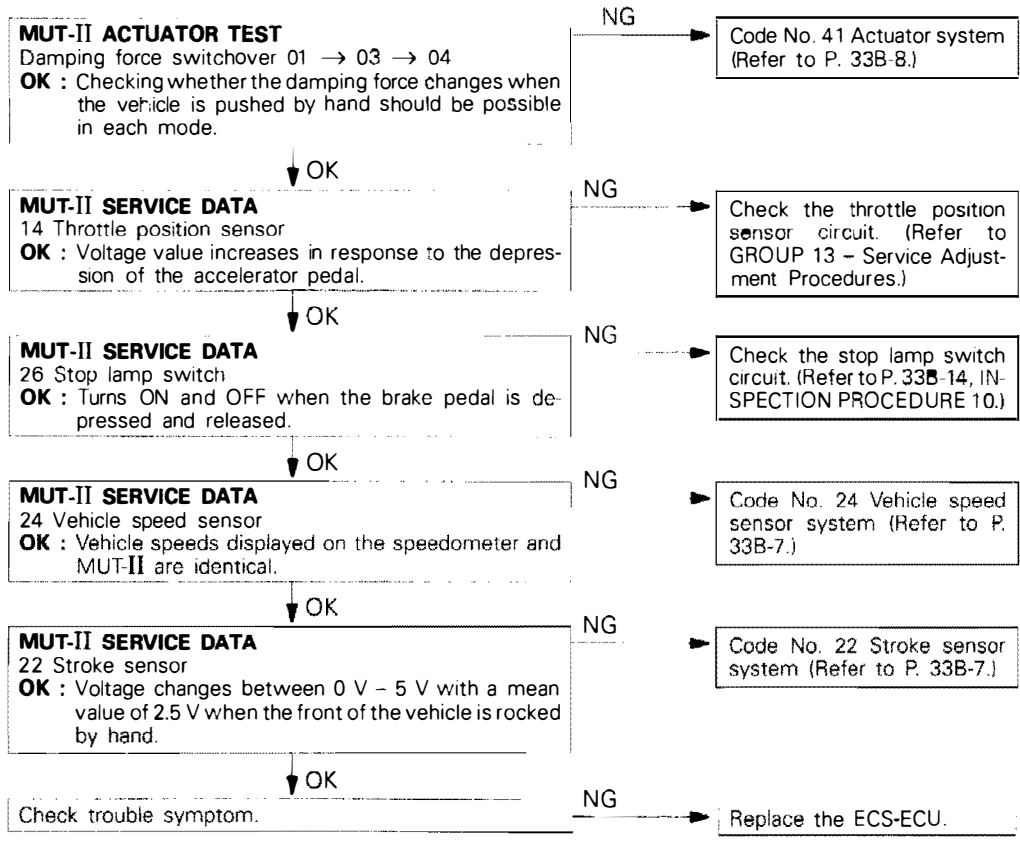 MUT-II ACTUATOR TEST
Damping force switchover 01 → 03 → 04
OK : Checking whether the damping force changes when
the vehicle is pushed by hand should be possible
in each mode.
NG
Code No. 41 Actuator system
(Refer to P. 33B-8.)
OK
MUT-II SERVICE DATA
14 Throttle position sensor
OK : Voltage value increases in response to the depres-
sion of the accelerator pedal.
NG
Check the throttle position
sensor circuit. (Refer to
GROUP 13 – Service Adjust-
ment Procedures.)
OK
MUT-II SERVICE DATA
26 Stop lamp switch
OK : Turns ON and OFF when the brake pedal is de-
pressed and released.
NG
Check the stop lamp switch
circuit. (Refer to P. 33B-14, IN-
SPECTION PROCEDURE 10.)
OK
MUT-II SERVICE DATA
24 Vehicle speed sensor
OK : Vehicle speeds displayed on the speedometer and
MUT-II are identical.
NG
Code No. 24 Vehicle speed
sensor system (Refer to P.
33B-7.)
OK
MUT-II SERVICE DATA
22 Stroke sensor
OK : Voltage changes between 0 V – 5 V with a mean
value of 2.5 V when the front of the vehicle is rocked
by hand.
NG
Code No. 22 Stroke sensor
system (Refer to P. 33B-7.)
OK
Check trouble symptom.
NG
Replace the ECS-ECU.